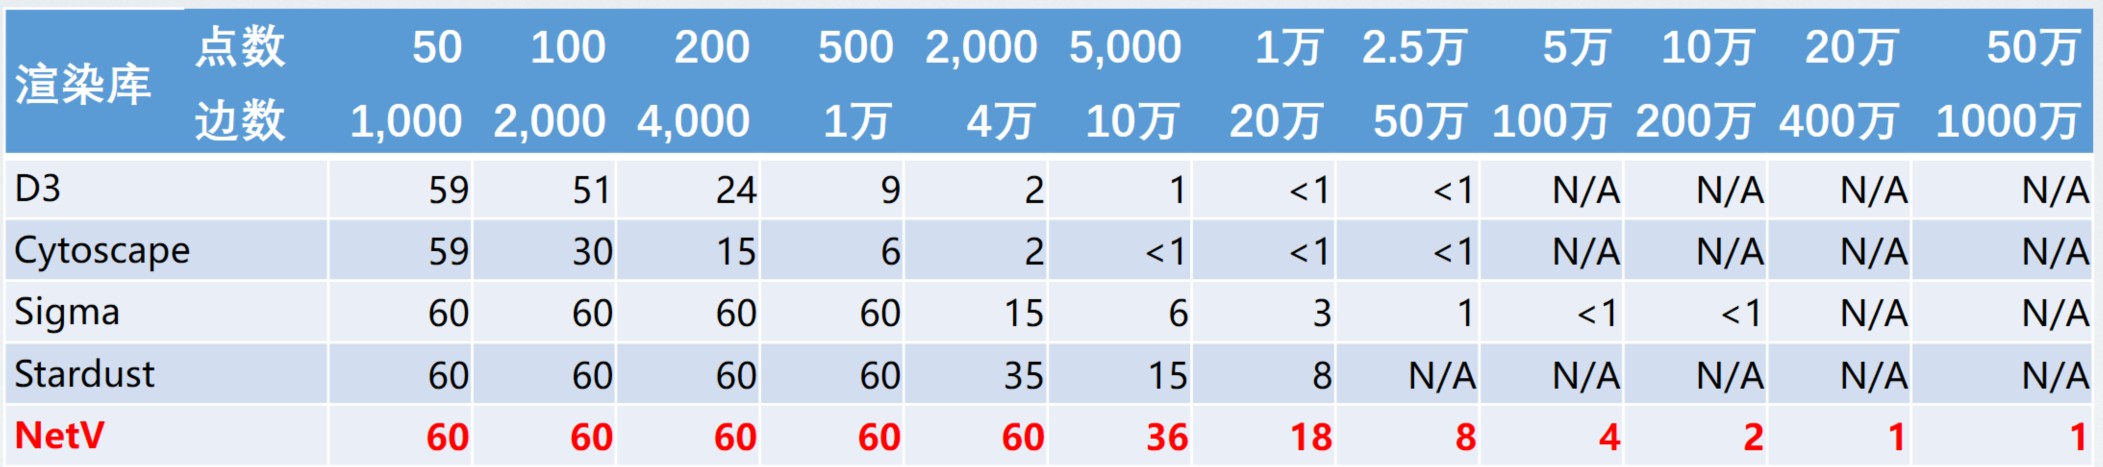 渲染库 点数 50 100 200 500 2,000 5,000 1万 2.5万 5万 10万 20万 50万
边数 1,000 2,000 4,000 1万 4万 10万 20万 50万 100万 200万 400万 1000万
D3 59 51 24 9 2 1 <1 <1 N/A N/A N/A N/A
Cytoscape 59 30 15 6 2 <1 <1 <1 N/A N/A N/A N/A
Sigma 60 60 60 60 15 6 3 1 <1 <1 N/A N/A
Stardust 60 60 60 60 35 15 8 N/A N/A N/A N/A N/A
NetV 60 60 60 60 60 36 18 8 4 2 1 1